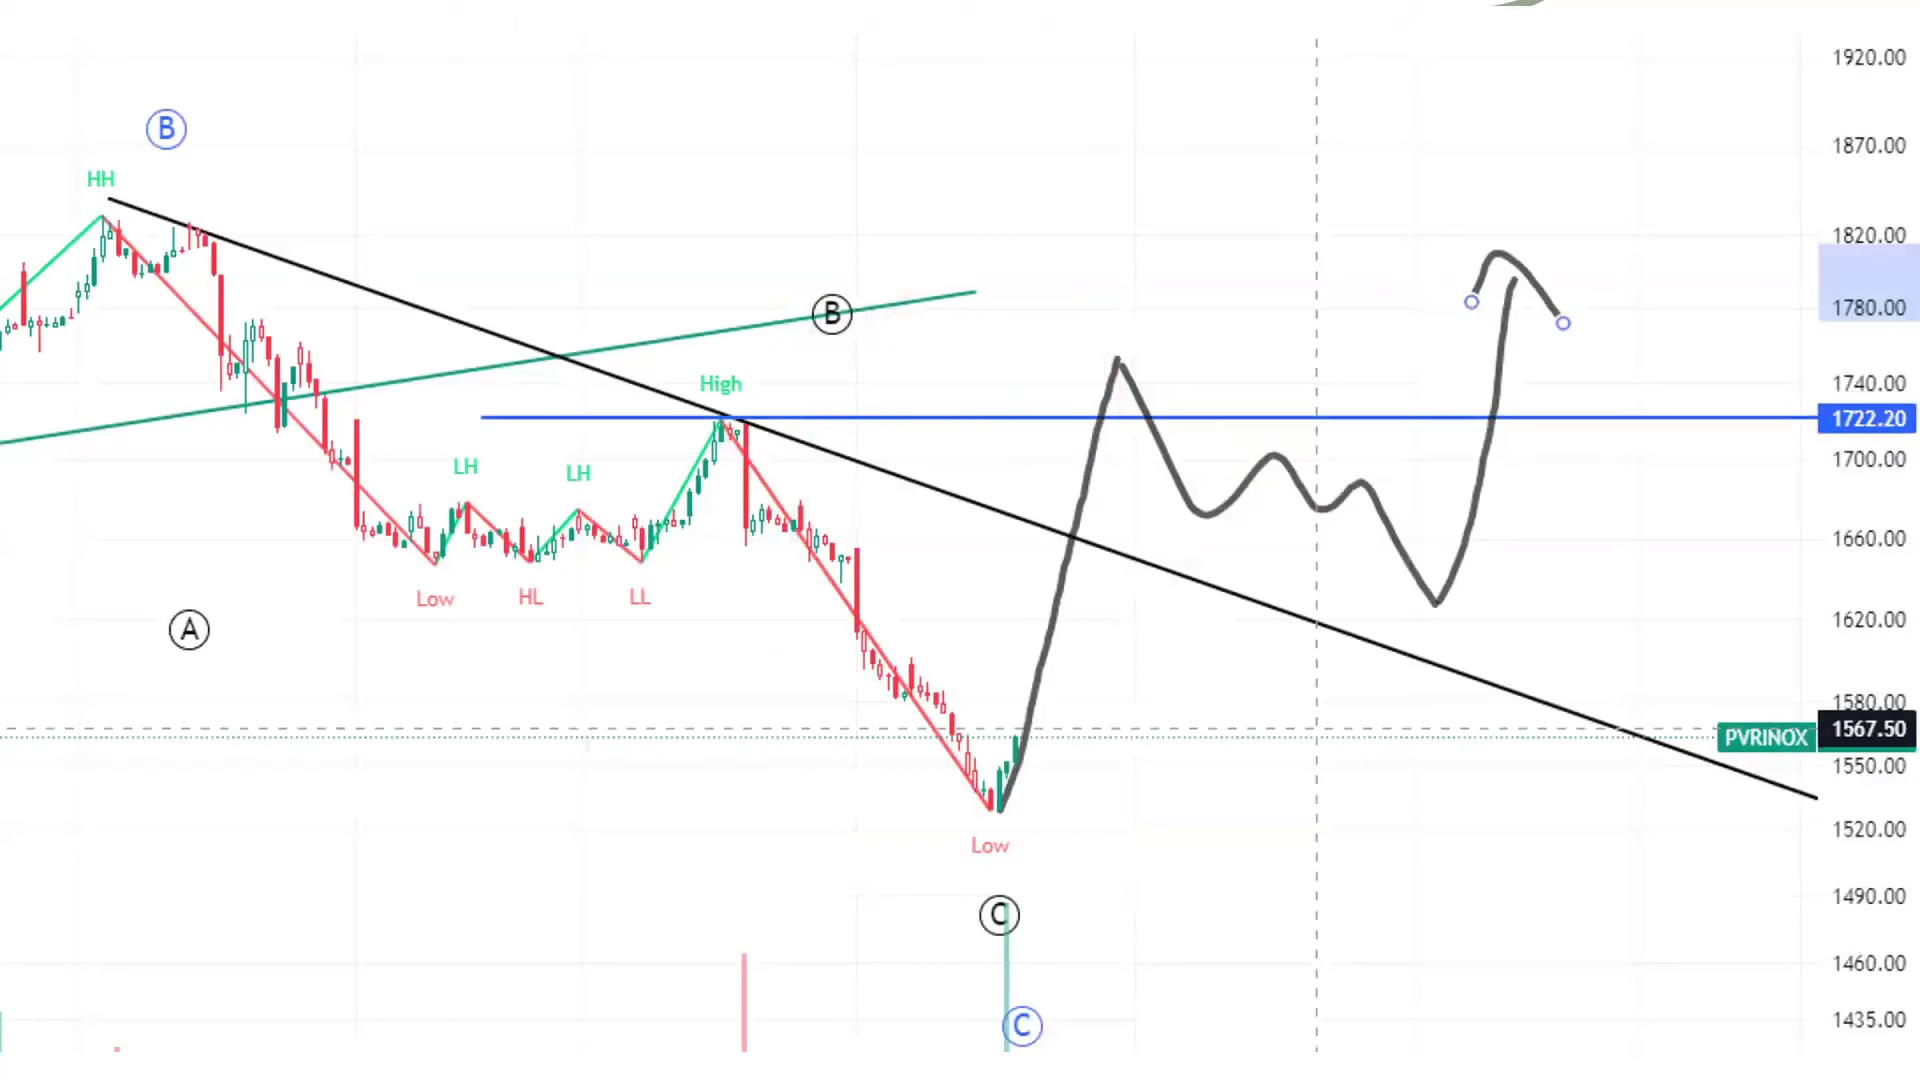 1920.00
1870.00
B
HH
1820.00
1780.00
B
High
1740.00
1722.20
1700.00
LH
LH
1660.00
Low
HL
LL
A
1620.00
1580.00
1567.50
PVRINOX
1550.00
1520.00
Low
1490.00
C
1460.00
C
1435.00